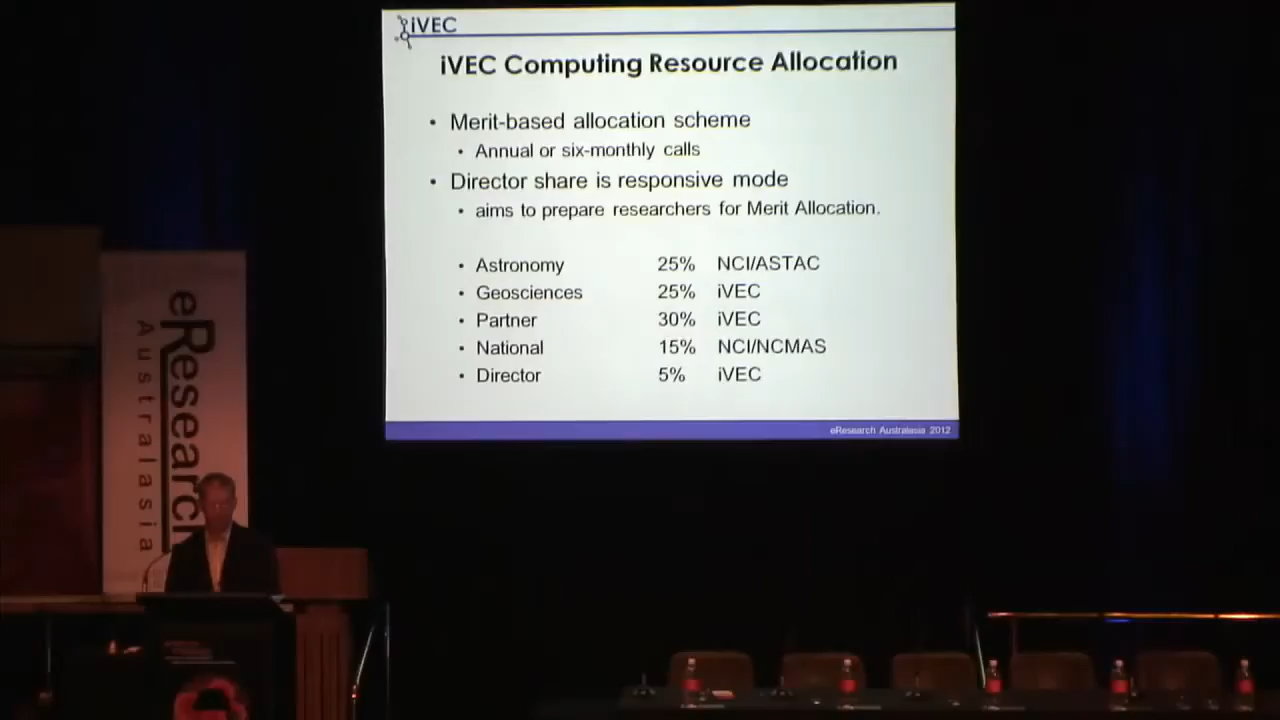 iVEC
iVEC Computing Resource Allocation
• Merit-based allocation scheme
• Annual or six-monthly calls
• Director share is responsive mode
• aims to prepare researchers for Merit Allocation.
• Astronomy 25% NCI/ASTAC
• Geosciences 25% iVEC
• Partner 30% iVEC
• National 15% NCI/NCMAS
• Director 5% iVEC
eResearch Australasia 2012
eResearch
Australasia